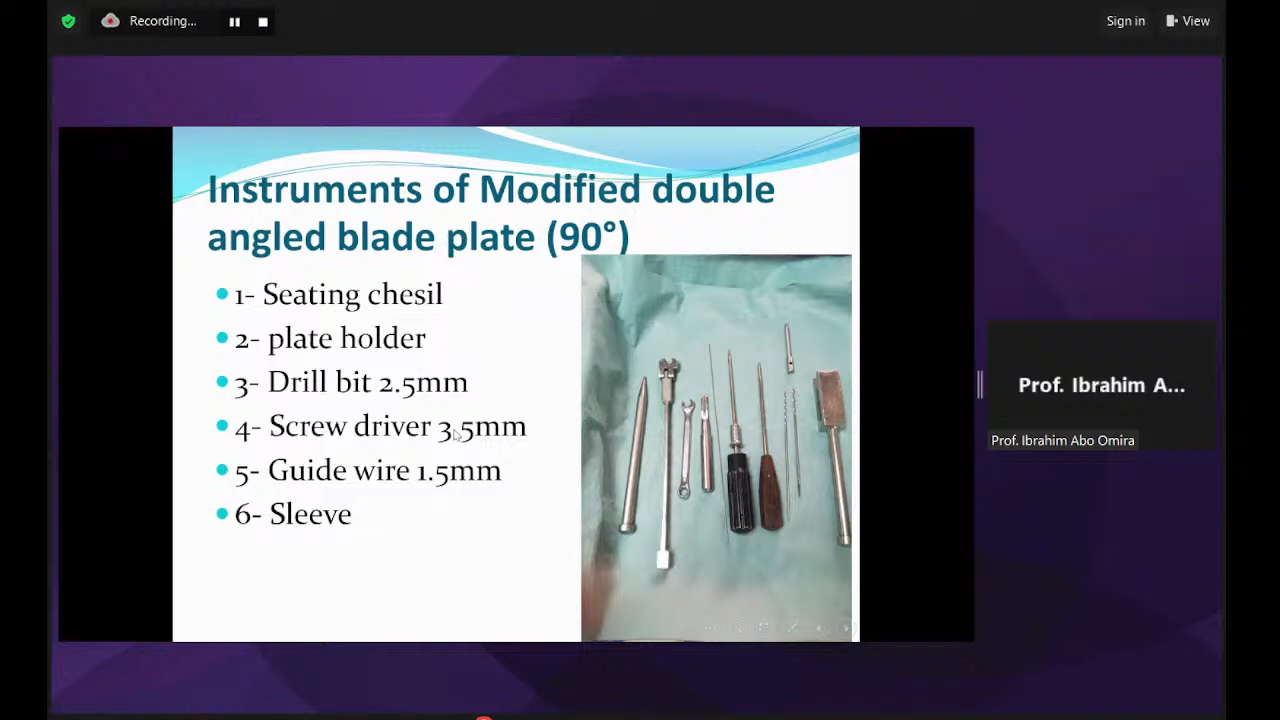 Recording...
Sign in
View
Instruments of Modified double
angled blade plate (90°)
1- Seating chesil
2- plate holder
3- Drill bit 2.5mm
4- Screw driver 3.5mm
5- Guide wire 1.5mm
6- Sleeve
Prof. Ibrahim A...
Prof. Ibrahim Abo Omira